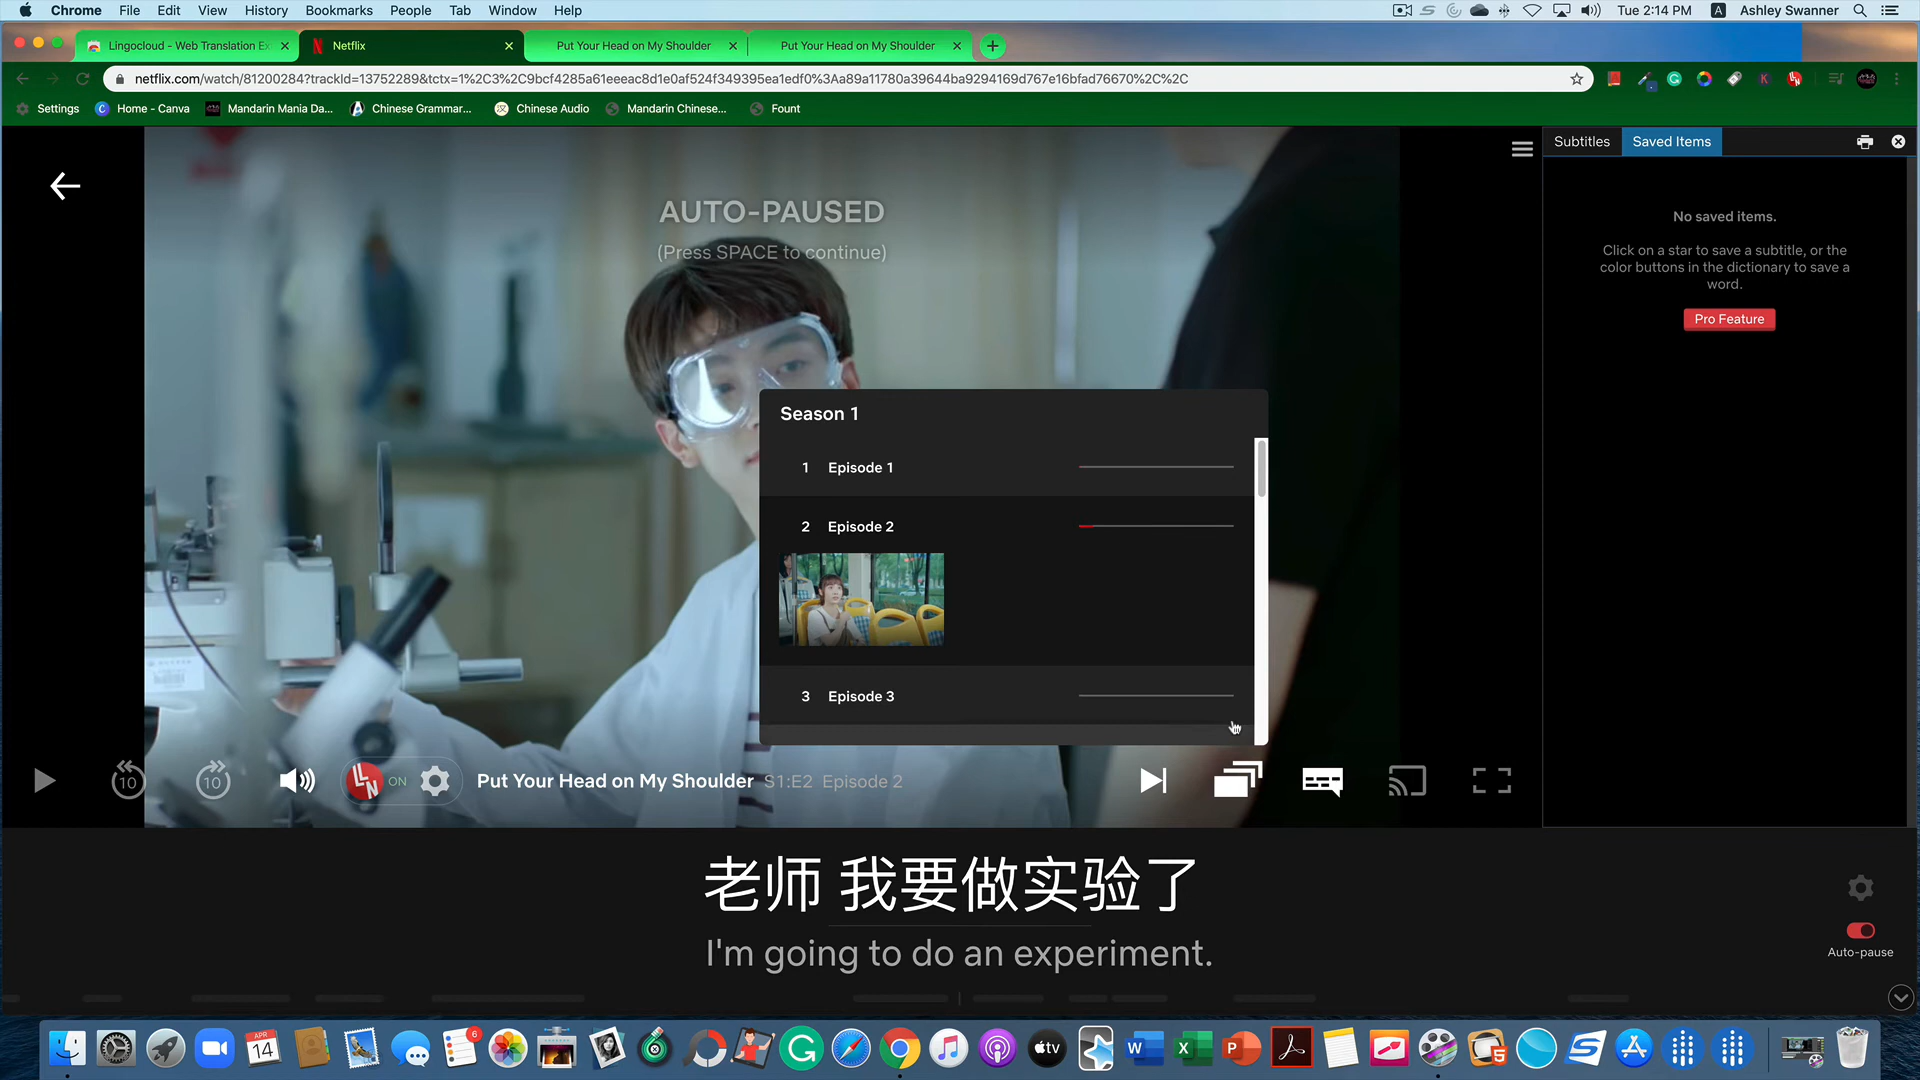 Chrome File Edit View History Bookmarks People Tab Window Help
Tue 2:14 PM A Ashley Swanner
Lingocloud - Web Translation Ex
Netflix
Put Your Head on My Shoulder
Put Your Head on My Shoulder
netflix.com/watch/81200284?trackId=13752289&tctx=1%2C3%2C9bcf4285a61eeeac8d1e0af524f349395ea1edf0%3Aa89a11780a39644ba9294169d767e16bfad76670%2C%2C
Settings
Home - Canva
Mandarin Mania Da...
Chinese Grammar...
Chinese Audio
Mandarin Chinese...
Fount
Subtitles
Saved Items
AUTO-PAUSED
(Press SPACE to continue)
No saved items.
Click on a star to save a subtitle, or the
color buttons in the dictionary to save a
word.
Pro Feature
Season 1
1 Episode 1
2 Episode 2
3 Episode 3
10
10
LLN
ON
Put Your Head on My Shoulder S1:E2 Episode 2
老师 我要做实验了
I'm going to do an experiment.
Auto-pause
APR
14
6
tv
W
X
P
5